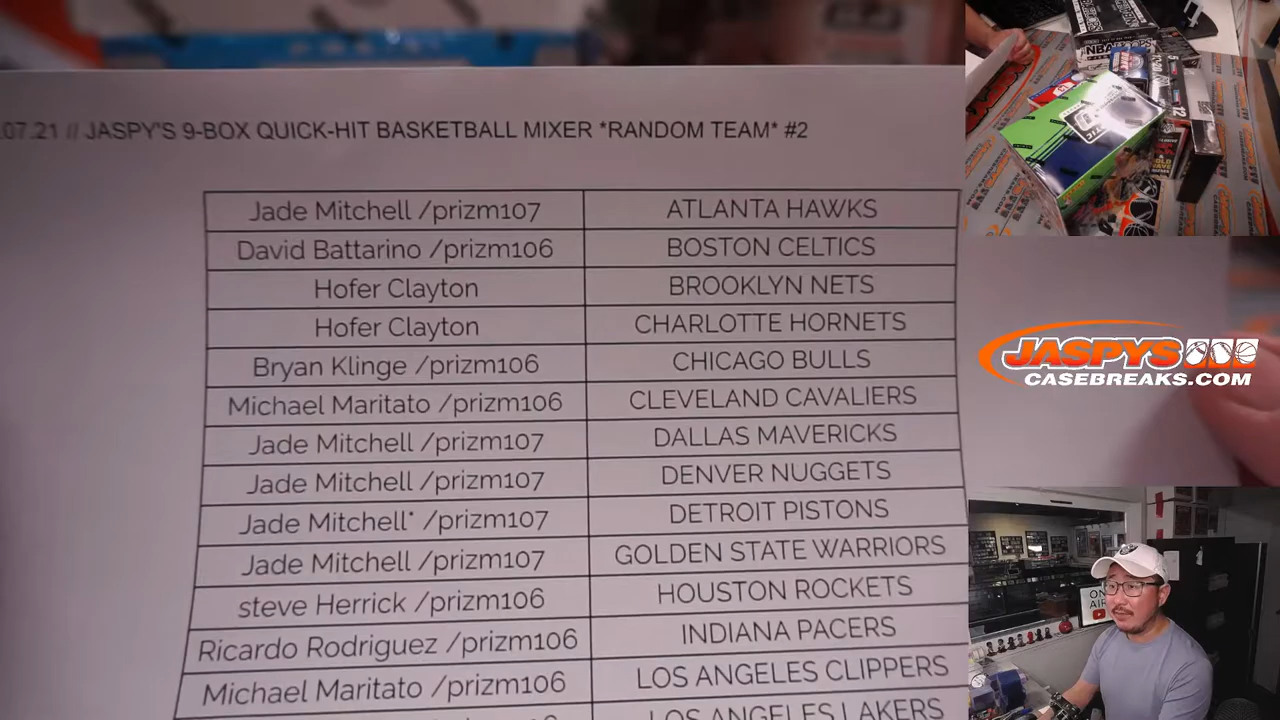 .07.21 // JASPY'S 9-BOX QUICK-HIT BASKETBALL MIXER *RANDOM TEAM* #2
Jade Mitchell /prizm107 ATLANTA HAWKS
David Battarino /prizm106 BOSTON CELTICS
Hofer Clayton BROOKLYN NETS
Hofer Clayton CHARLOTTE HORNETS
Bryan Klinge /prizm106 CHICAGO BULLS
Michael Maritato /prizm106 CLEVELAND CAVALIERS
Jade Mitchell /prizm107 DALLAS MAVERICKS
Jade Mitchell /prizm107 DENVER NUGGETS
Jade Mitchell* /prizm107 DETROIT PISTONS
Jade Mitchell /prizm107 GOLDEN STATE WARRIORS
steve Herrick /prizm106 HOUSTON ROCKETS
Ricardo Rodriguez /prizm106 INDIANA PACERS
Michael Maritato /prizm106 LOS ANGELES CLIPPERS
LOS ANGELES LAKERS
NBA HOOPS
JASPYS
CASEBREAKS.COM
ON
AIR